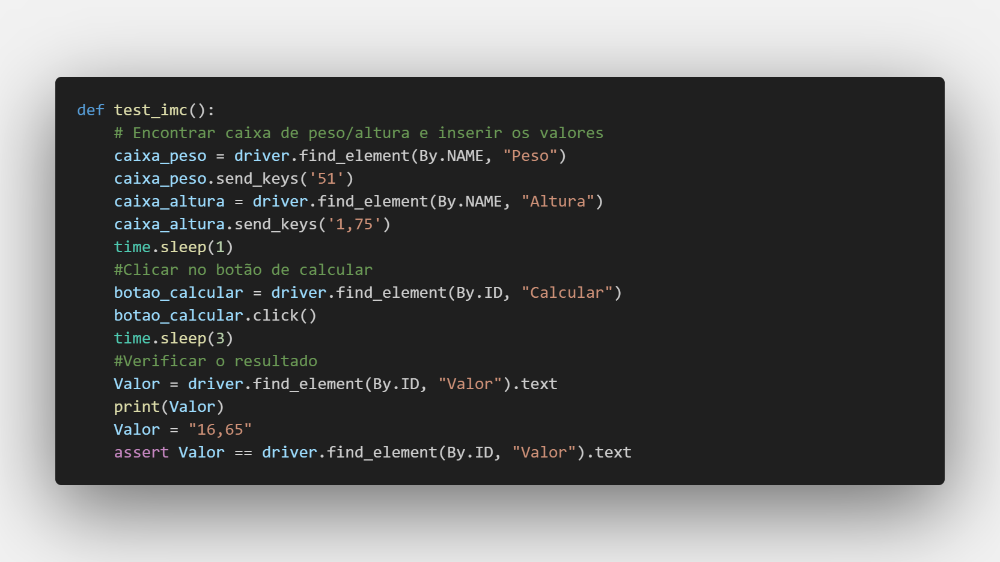 def test_imc():
    # Encontrar caixa de peso/altura e inserir os valores
    caixa_peso = driver.find_element(By.NAME, "Peso")
    caixa_peso.send_keys('51')
    caixa_altura = driver.find_element(By.NAME, "Altura")
    caixa_altura.send_keys('1,75')
    time.sleep(1)
    #Clicar no botão de calcular
    botao_calcular = driver.find_element(By.ID, "Calcular")
    botao_calcular.click()
    time.sleep(3)
    #Verificar o resultado
    Valor = driver.find_element(By.ID, "Valor").text
    print(Valor)
    Valor = "16,65"
    assert Valor == driver.find_element(By.ID, "Valor").text